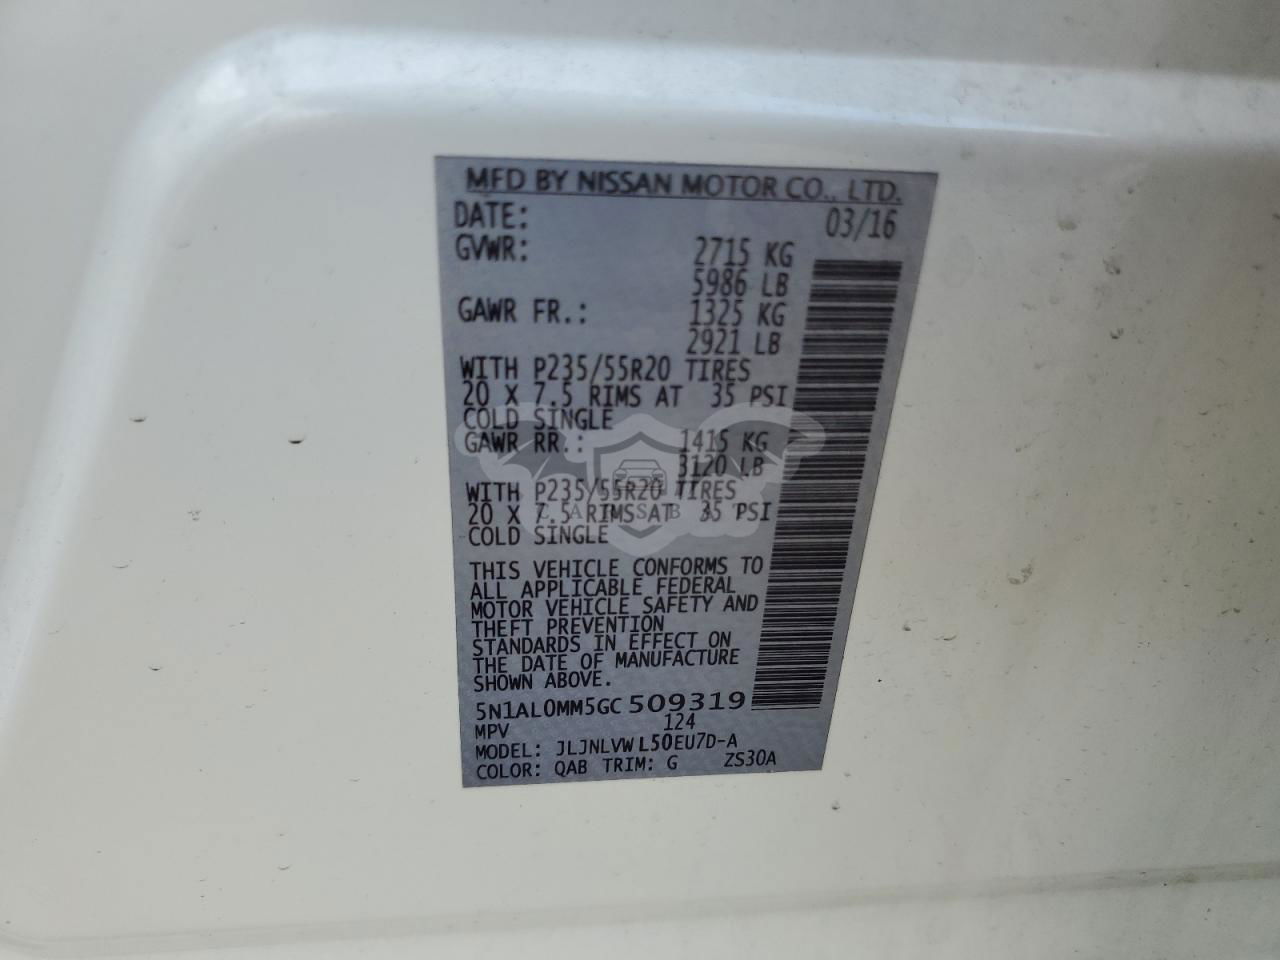 MFD BY NISSAN MOTOR CO., LTD.
DATE: 03/16
GVWR: 2715 KG
5986 LB
GAWR FR.: 1325 KG
2921 LB
WITH P235/55R20 TIRES
20 X 7.5 RIMS AT 35 PSI
COLD SINGLE
GAWR RR.: 1415 KG
3120 LB
WITH P235/55R20 TIRES
20 X 7.5 RIMS AT 35 PSI
COLD SINGLE
THIS VEHICLE CONFORMS TO
ALL APPLICABLE FEDERAL
MOTOR VEHICLE SAFETY AND
THEFT PREVENTION
STANDARDS IN EFFECT ON
THE DATE OF MANUFACTURE
SHOWN ABOVE.
5N1AL0MM5GC509319
MPV 124
MODEL: JLJNLVWL50EU7D-A
COLOR: QAB TRIM: G ZS30A